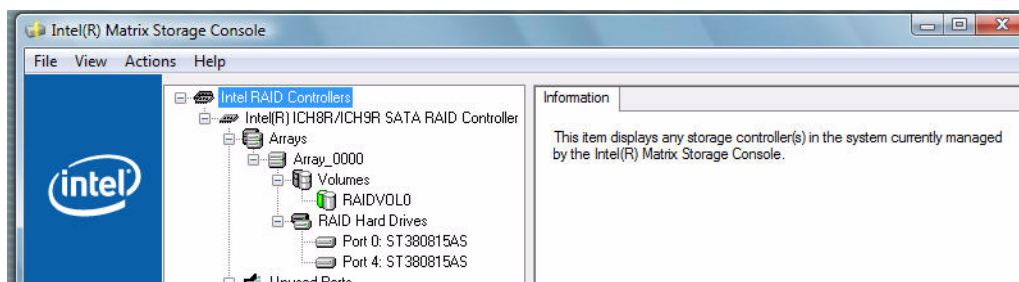 Intel(R) Matrix Storage Console
File View Actions Help
intel
Intel RAID Controllers
Intel(R) ICH8R/ICH9R SATA RAID Controller
Arrays
Array_0000
Volumes
RAIDVOL0
RAID Hard Drives
Port 0: ST380815AS
Port 4: ST380815AS
Unused Ports
Information
This item displays any storage controller(s) in the system currently managed
by the Intel(R) Matrix Storage Console.